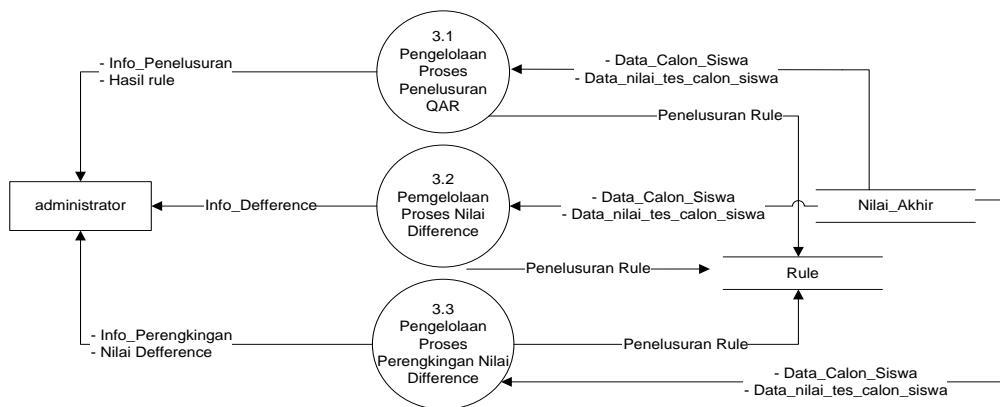 3.1
Pengelolaan
Proses
Penelusuran
QAR
- Info_Penelusuran
- Hasil rule
- Data_Calon_Siswa
- Data_nilai_tes_calon_siswa
Penelusuran Rule
administrator
Info_Defference
3.2
Pemgelolaan
Proses Nilai
Difference
- Data_Calon_Siswa
- Data_nilai_tes_calon_siswa
Nilai_Akhir
Penelusuran Rule
Rule
3.3
Pengelolaan
Proses
Perengkingan Nilai
Difference
- Info_Perengkingan
- Nilai Defference
Penelusuran Rule
- Data_Calon_Siswa
- Data_nilai_tes_calon_siswa